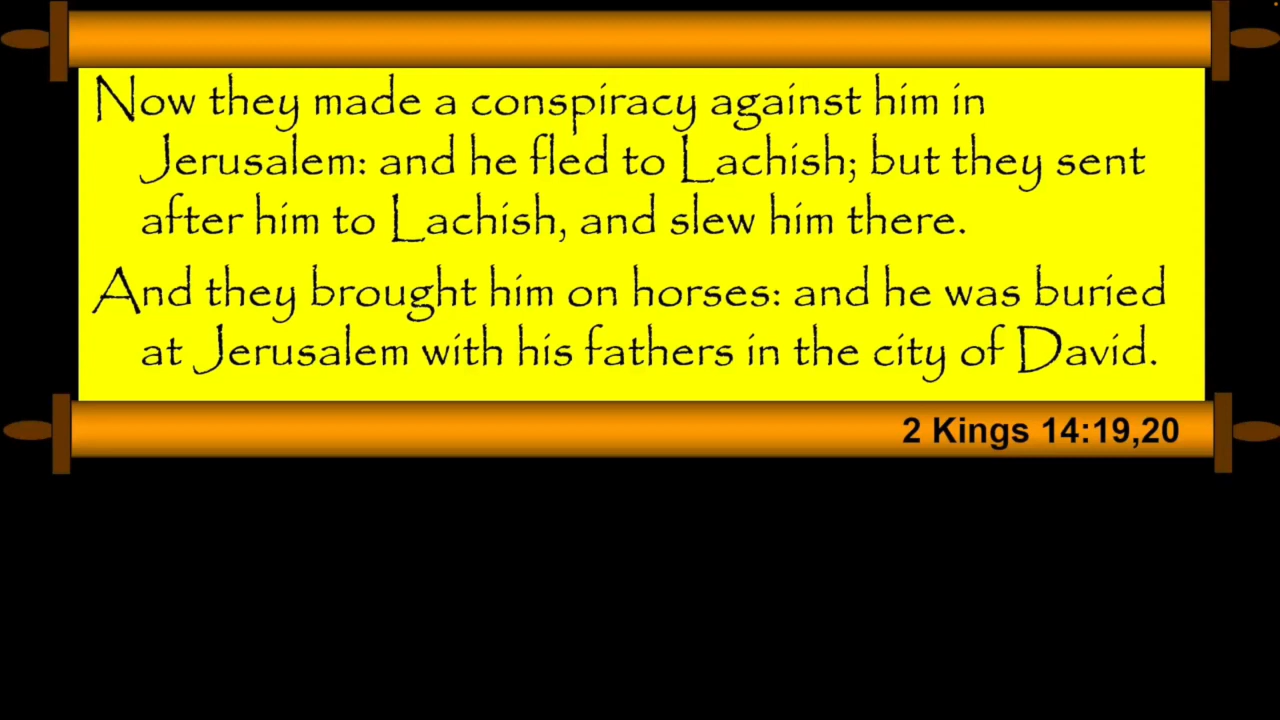 Now they made a conspiracy against him in
Jerusalem: and he fled to Lachish; but they sent
after him to Lachish, and slew him there.
And they brought him on horses: and he was buried
at Jerusalem with his fathers in the city of David.
2 Kings 14:19,20